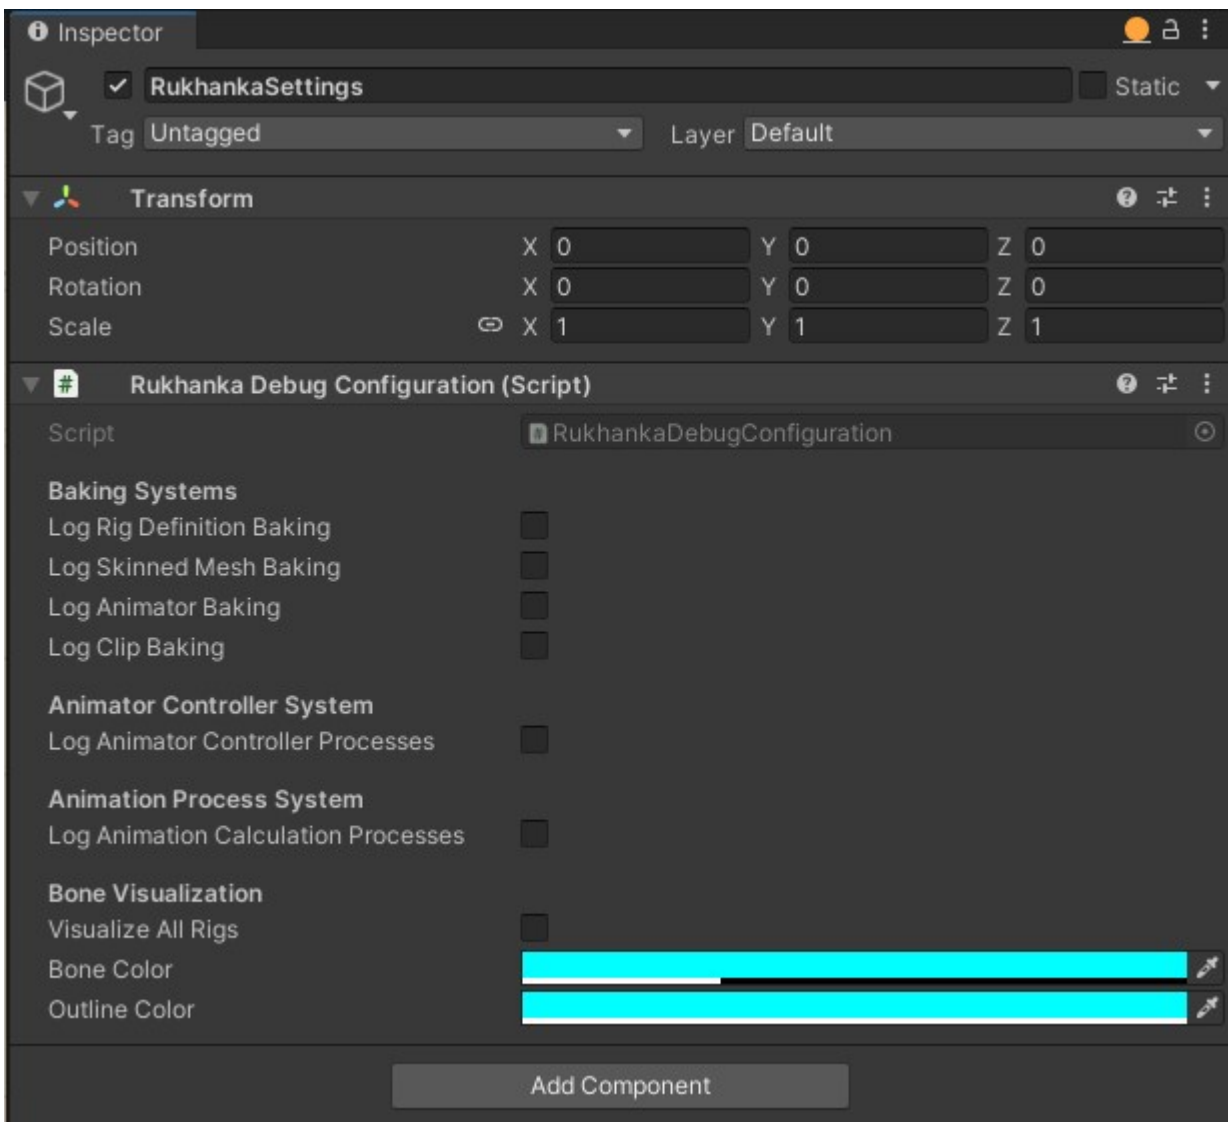 Inspector
RukhankaSettings Static
Tag Untagged Layer Default
Transform
Position X 0 Y 0 Z 0
Rotation X 0 Y 0 Z 0
Scale X 1 Y 1 Z 1
# Rukhanka Debug Configuration (Script)
Script RukhankaDebugConfiguration
Baking Systems
Log Rig Definition Baking
Log Skinned Mesh Baking
Log Animator Baking
Log Clip Baking
Animator Controller System
Log Animator Controller Processes
Animation Process System
Log Animation Calculation Processes
Bone Visualization
Visualize All Rigs
Bone Color
Outline Color
Add Component